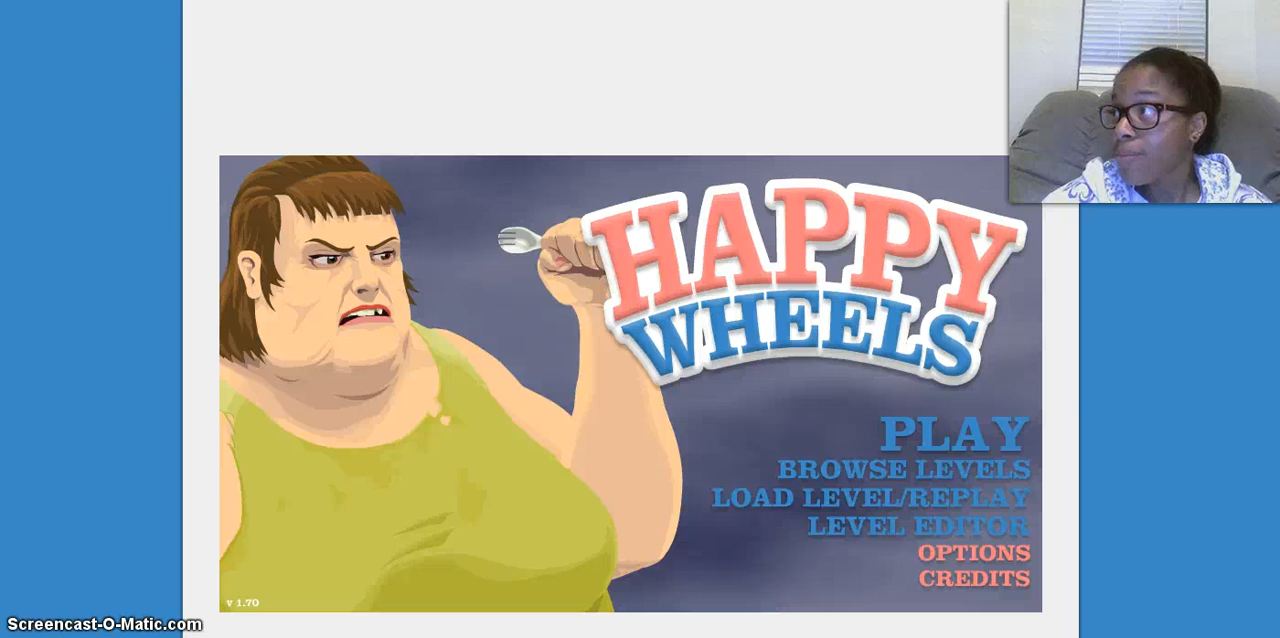 HAPPY
WHEELS
PLAY
BROWSE LEVELS
LOAD LEVEL/REPLAY
LEVEL EDITOR
OPTIONS
CREDITS
v 1.70
Screencast-O-Matic.com